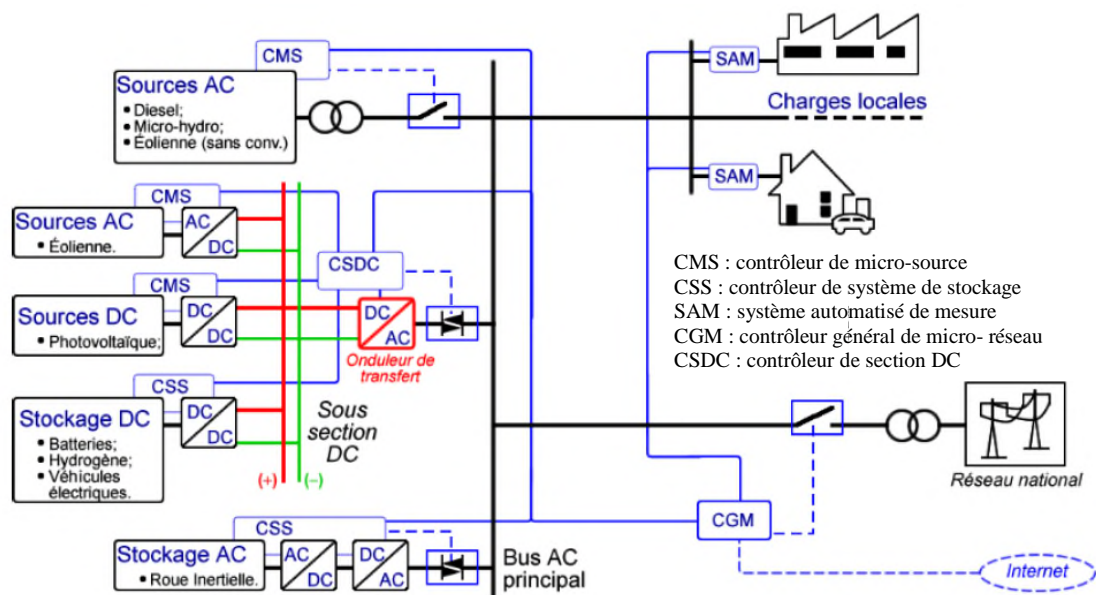 CMS
Sources AC
• Diesel;
• Micro-hydro;
• Éolienne (sans conv.)
SAM
Charges locales
SAM
CMS
Sources AC
• Éolienne.
AC
DC
CSDC
CMS
Sources DC
• Photovoltaïque;
DC
DC
DC
AC
Onduleur de
transfert
CSS
Stockage DC
• Batteries;
• Hydrogène;
• Véhicules
électriques.
DC
DC
Sous
section
DC
(+)
(-)
CMS : contrôleur de micro-source
CSS : contrôleur de système de stockage
SAM : système automatisé de mesure
CGM : contrôleur général de micro- réseau
CSDC : contrôleur de section DC
Réseau national
CGM
CSS
Stockage AC
• Roue Inertielle.
AC
DC
DC
AC
Bus AC
principal
Internet